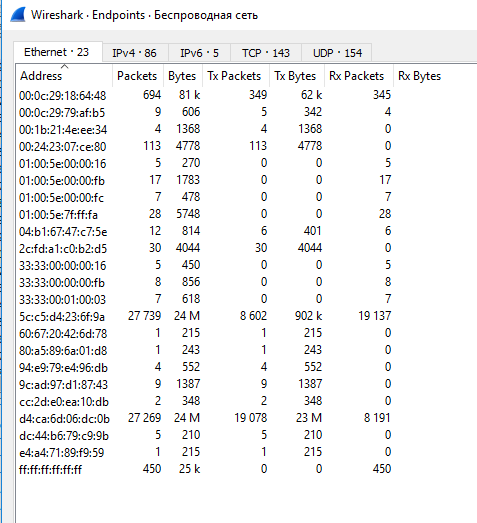 Wireshark · Endpoints · Беспроводная сеть
Ethernet · 23 IPv4 · 86 IPv6 · 5 TCP · 143 UDP · 154
Address Packets Bytes Tx Packets Tx Bytes Rx Packets Rx Bytes
00:0c:29:18:64:48 694 81 k 349 62 k 345
00:0c:29:79:af:b5 9 606 5 342 4
00:1b:21:4e:ee:34 4 1368 4 1368 0
00:24:23:07:ce:80 113 4778 113 4778 0
01:00:5e:00:00:16 5 270 0 0 5
01:00:5e:00:00:fb 17 1783 0 0 17
01:00:5e:00:00:fc 7 478 0 0 7
01:00:5e:7f:ff:fa 28 5748 0 0 28
04:b1:67:47:c7:5e 12 814 6 401 6
2c:fd:a1:c0:b2:d5 30 4044 30 4044 0
33:33:00:00:00:16 5 450 0 0 5
33:33:00:00:00:fb 8 856 0 0 8
33:33:00:01:00:03 7 618 0 0 7
5c:c5:d4:23:6f:9a 27 739 24 M 8 602 902 k 19 137
60:67:20:42:6d:78 1 215 1 215 0
80:a5:89:6a:01:d8 1 243 1 243 0
94:e9:79:e4:96:db 4 552 4 552 0
9c:ad:97:d1:87:43 9 1387 9 1387 0
cc:2d:e0:ea:10:db 2 348 2 348 0
d4:ca:6d:06:dc:0b 27 269 24 M 19 078 23 M 8 191
dc:44:b6:79:c9:9b 5 210 5 210 0
e4:a4:71:89:f9:59 1 215 1 215 0
ff:ff:ff:ff:ff:ff 450 25 k 0 0 450